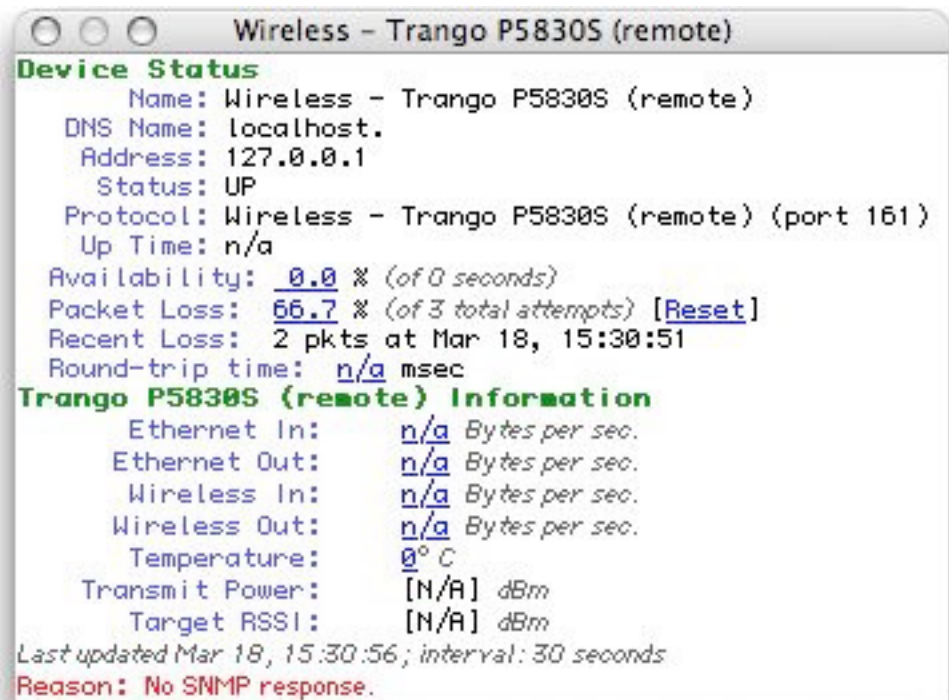 Wireless – Trango P5830S (remote)
Device Status
Name: Wireless - Trango P5830S (remote)
DNS Name: localhost.
Address: 127.0.0.1
Status: UP
Protocol: Wireless - Trango P5830S (remote) (port 161)
Up Time: n/a
Availability: 0.0 % (of 0 seconds)
Packet Loss: 66.7 % (of 3 total attempts) [Reset]
Recent Loss: 2 pkts at Mar 18, 15:30:51
Round-trip time: n/a msec
Trango P5830S (remote) Information
Ethernet In: n/a Bytes per sec.
Ethernet Out: n/a Bytes per sec.
Wireless In: n/a Bytes per sec.
Wireless Out: n/a Bytes per sec.
Temperature: 0° C
Transmit Power: [N/A] dBm
Target RSSI: [N/A] dBm
Last updated Mar 18, 15:30:56; interval: 30 seconds
Reason: No SNMP response.